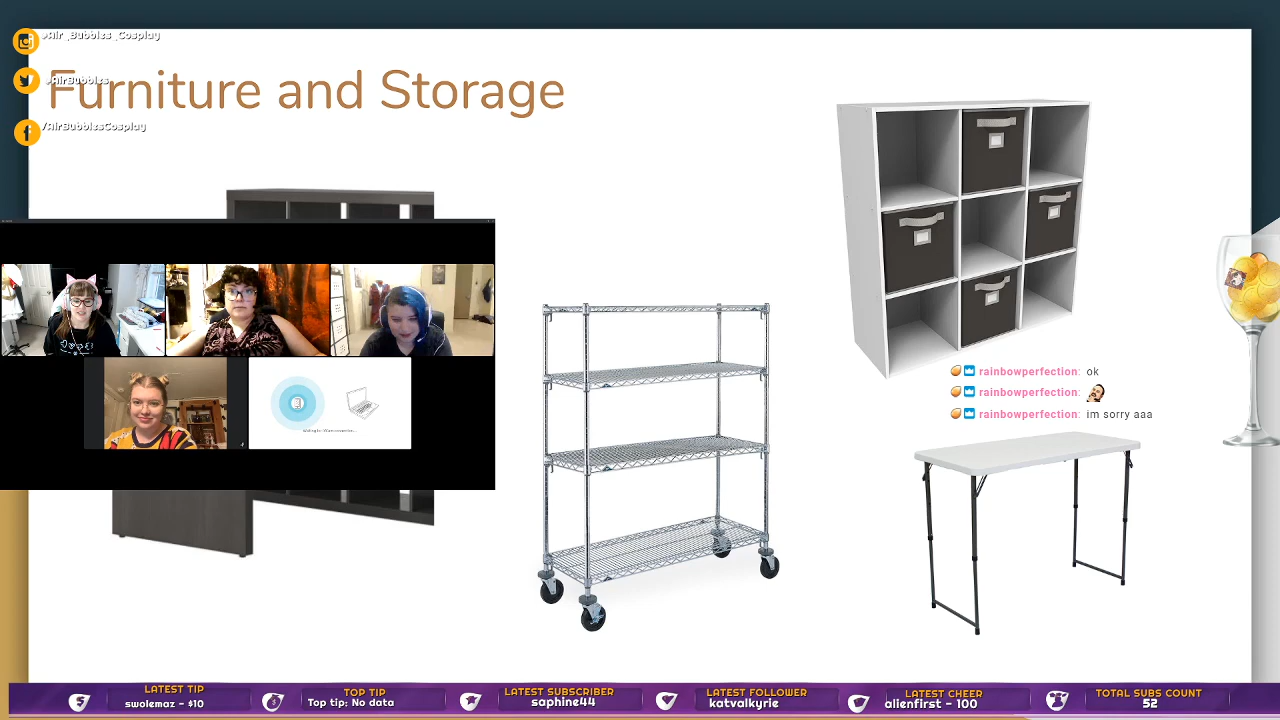 @Air_Bubbles_Cosplay
Furniture and Storage
@AirBubbles
/AirBubblesCosplay
rainbowperfection: ok
rainbowperfection:
rainbowperfection: im sorry aaa
LATEST TIP
swolemaz - $10
TOP TIP
Top tip: No data
LATEST SUBSCRIBER
saphine44
LATEST FOLLOWER
katvalkyrie
LATEST CHEER
alienfirst - 100
TOTAL SUBS COUNT
52